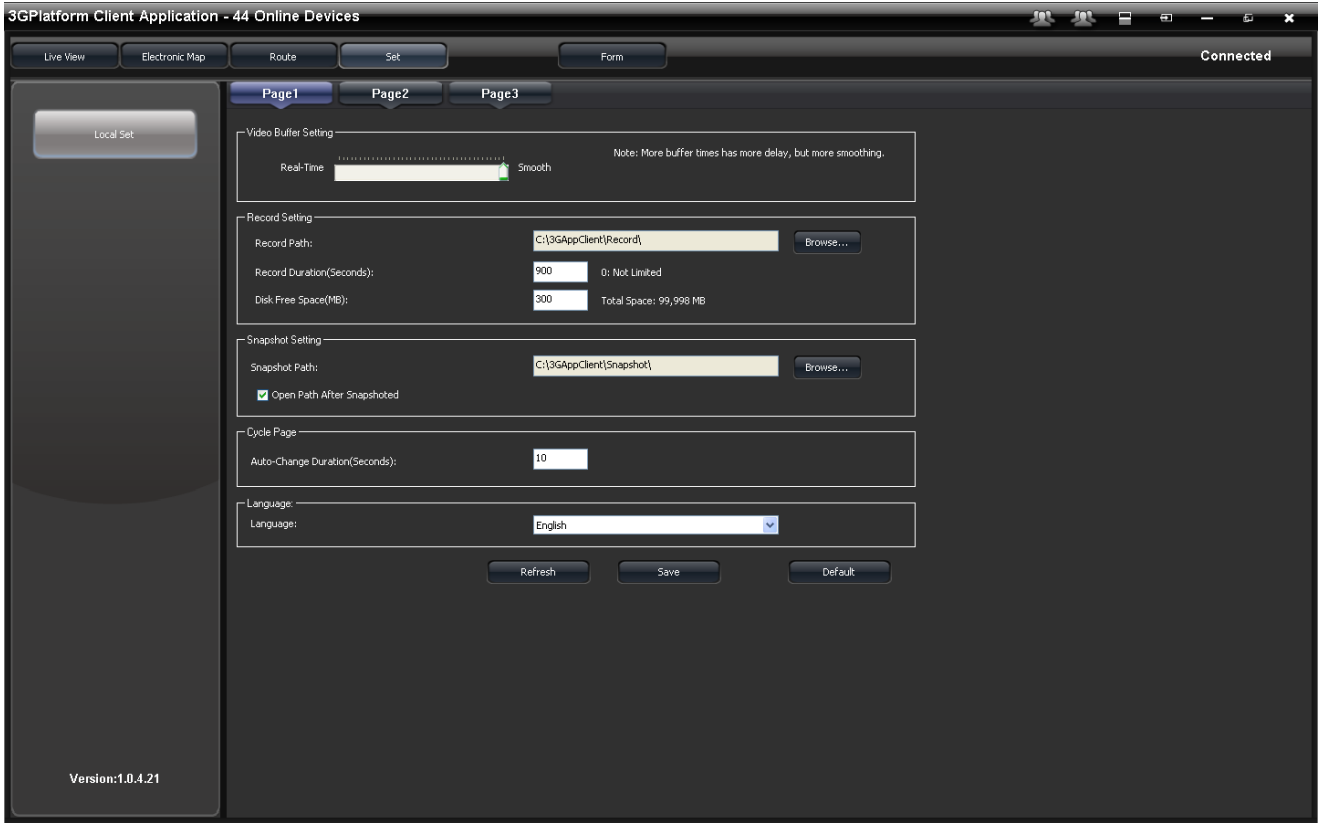 3GPlatform Client Application - 44 Online Devices
Live View Electronic Map Route Set Form Connected
Page1 Page2 Page3
Local Set
Video Buffer Setting
Note: More buffer times has more delay, but more smoothing.
Real-Time Smooth
Record Setting
Record Path: C:\3GAppClient\Record\ Browse...
Record Duration(Seconds): 900 0: Not Limited
Disk Free Space(MB): 300 Total Space: 99,998 MB
Snapshot Setting
Snapshot Path: C:\3GAppClient\Snapshot\ Browse...
Open Path After Snapshoted
Cycle Page
Auto-Change Duration(Seconds): 10
Language:
Language: English
Refresh Save Default
Version:1.0.4.21